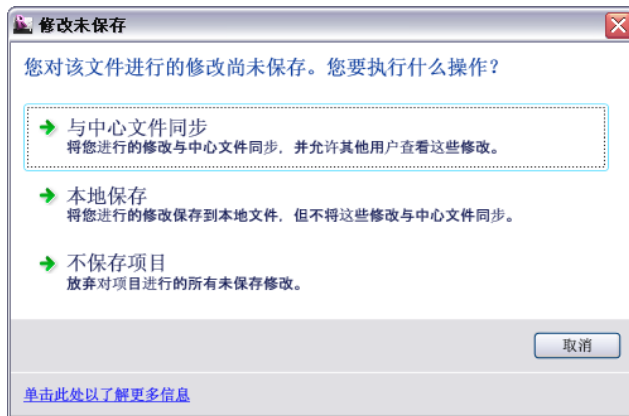 修改未保存
您对该文件进行的修改尚未保存。您要执行什么操作？
与中心文件同步
将您进行的修改与中心文件同步，并允许其他用户查看这些修改。
本地保存
将您进行的修改保存到本地文件，但不将这些修改与中心文件同步。
不保存项目
放弃对项目进行的所有未保存修改。
取消
单击此处以了解更多信息